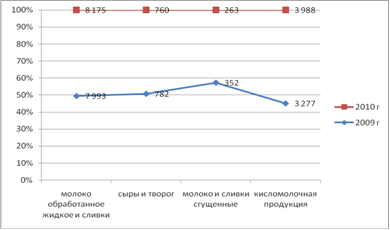 100%
90%
80%
70%
60%
50%
40%
30%
20%
10%
0%
8 175 760 263 3 988
7 993 782 352 3 277
молоко обработанное жидкое и сливки
сыры и творог
молоко и сливки сгущенные
кисломолочная продукция
2010 г
2009 г